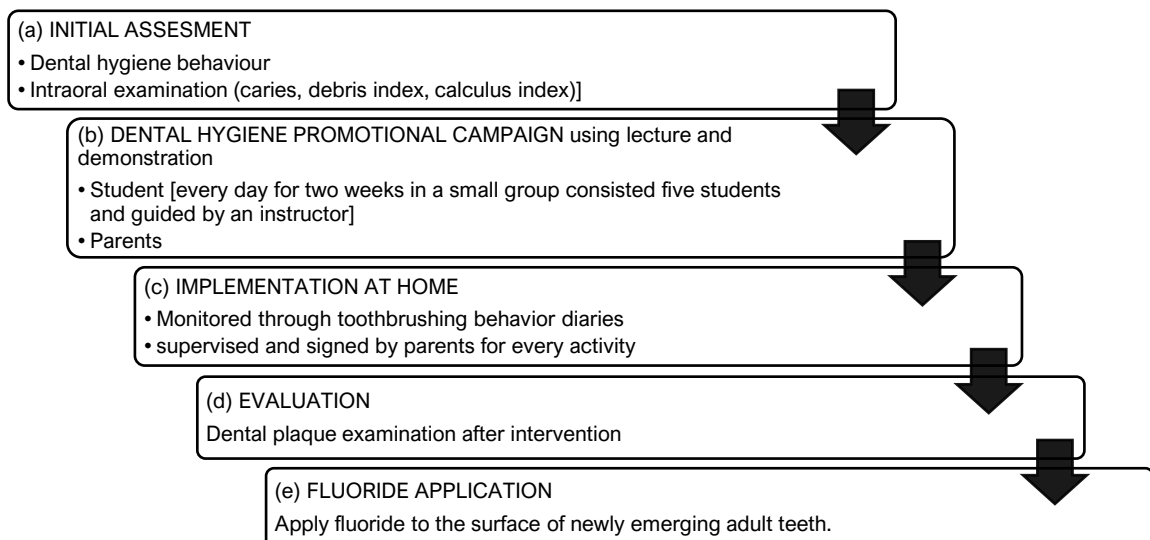 (a) INITIAL ASSESMENT
• Dental hygiene behaviour
• Intraoral examination (caries, debris index, calculus index)]
(b) DENTAL HYGIENE PROMOTIONAL CAMPAIGN using lecture and
demonstration
• Student [every day for two weeks in a small group consisted five students
and guided by an instructor]
• Parents
(c) IMPLEMENTATION AT HOME
• Monitored through toothbrushing behavior diaries
• supervised and signed by parents for every activity
(d) EVALUATION
Dental plaque examination after intervention
(e) FLUORIDE APPLICATION
Apply fluoride to the surface of newly emerging adult teeth.